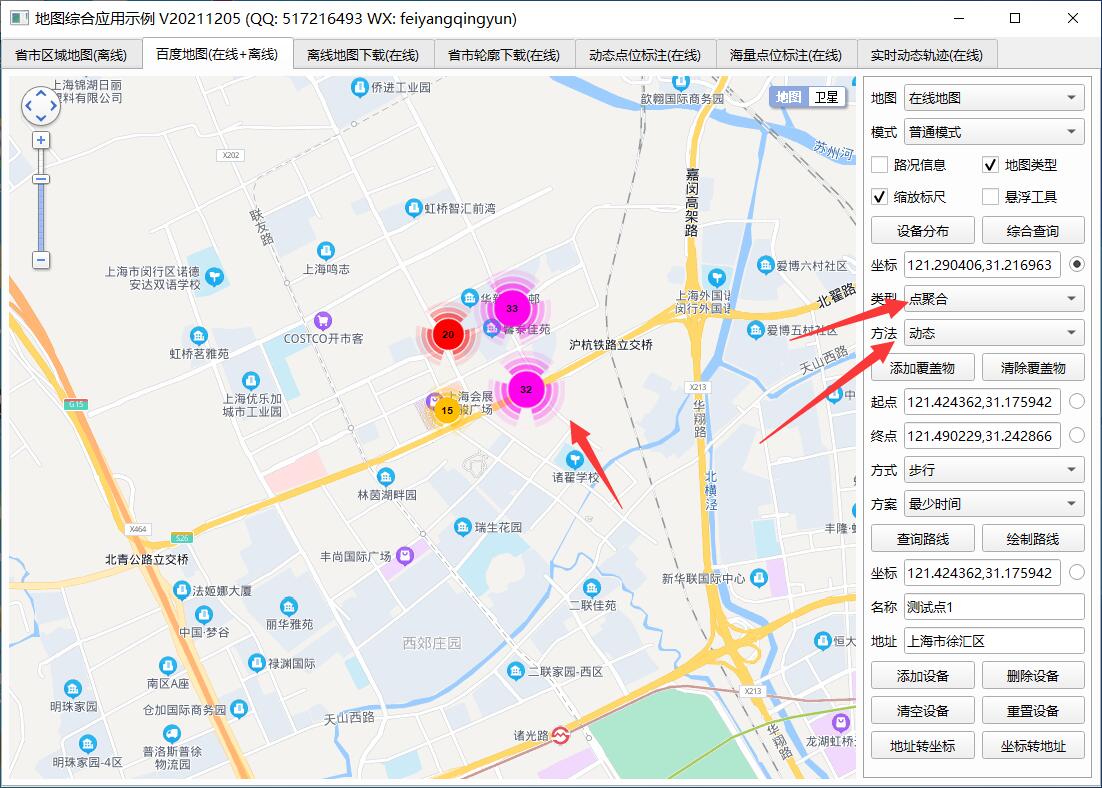 地图综合应用示例 V20211205 (QQ: 517216493 WX: feiyangqingyun)
省市区域地图(离线)
百度地图(在线+离线)
离线地图下载(在线)
省市轮廓下载(在线)
动态点位标注(在线)
海量点位标注(在线)
实时动态轨迹(在线)
上海锦湖日丽
塑料有限公司
侨进工业园
歆翱国际商务园
地图
卫星
苏州河
X202
联友路
嘉闵高架路
虹桥智汇前湾
上海鸣志
上海市闵行区诺德
安达双语学校
爱博六村社区
上海外国语
闵行外国语
北翟路
爱博五村社区
天山西路
COSTCO开市客
虹桥茗雅苑
33
20
馨泰佳苑
沪杭铁路立交桥
上海优乐加
城市工业园
32
15
上海会展
广场
X213
华翔路
G15
诸翟学校
北横泾
林茵湖畔园
瑞生花园
X464
S26
北青公路立交桥
丰尚国际广场
丰隆
新华联国际中心
法姬娜大厦
中国·梦谷
丽华雅苑
二联佳苑
西郊庄园
恒大
禄渊国际
二联家园-西区
南区A座
明珠家园
仓加国际商务园
天山西路
X213
诸光路
华翔路
龙湖虹桥天
普洛斯普徐
物流园
明珠家园-4区
地图
在线地图
模式
普通模式
路况信息
地图类型
缩放标尺
悬浮工具
设备分布
综合查询
坐标
121.290406,31.216963
类型
点聚合
方法
动态
添加覆盖物
清除覆盖物
起点
121.424362,31.175942
终点
121.490229,31.242866
方式
步行
方案
最少时间
查询路线
绘制路线
坐标
121.424362,31.175942
名称
测试点1
地址
上海市徐汇区
添加设备
删除设备
清空设备
重置设备
地址转坐标
坐标转地址